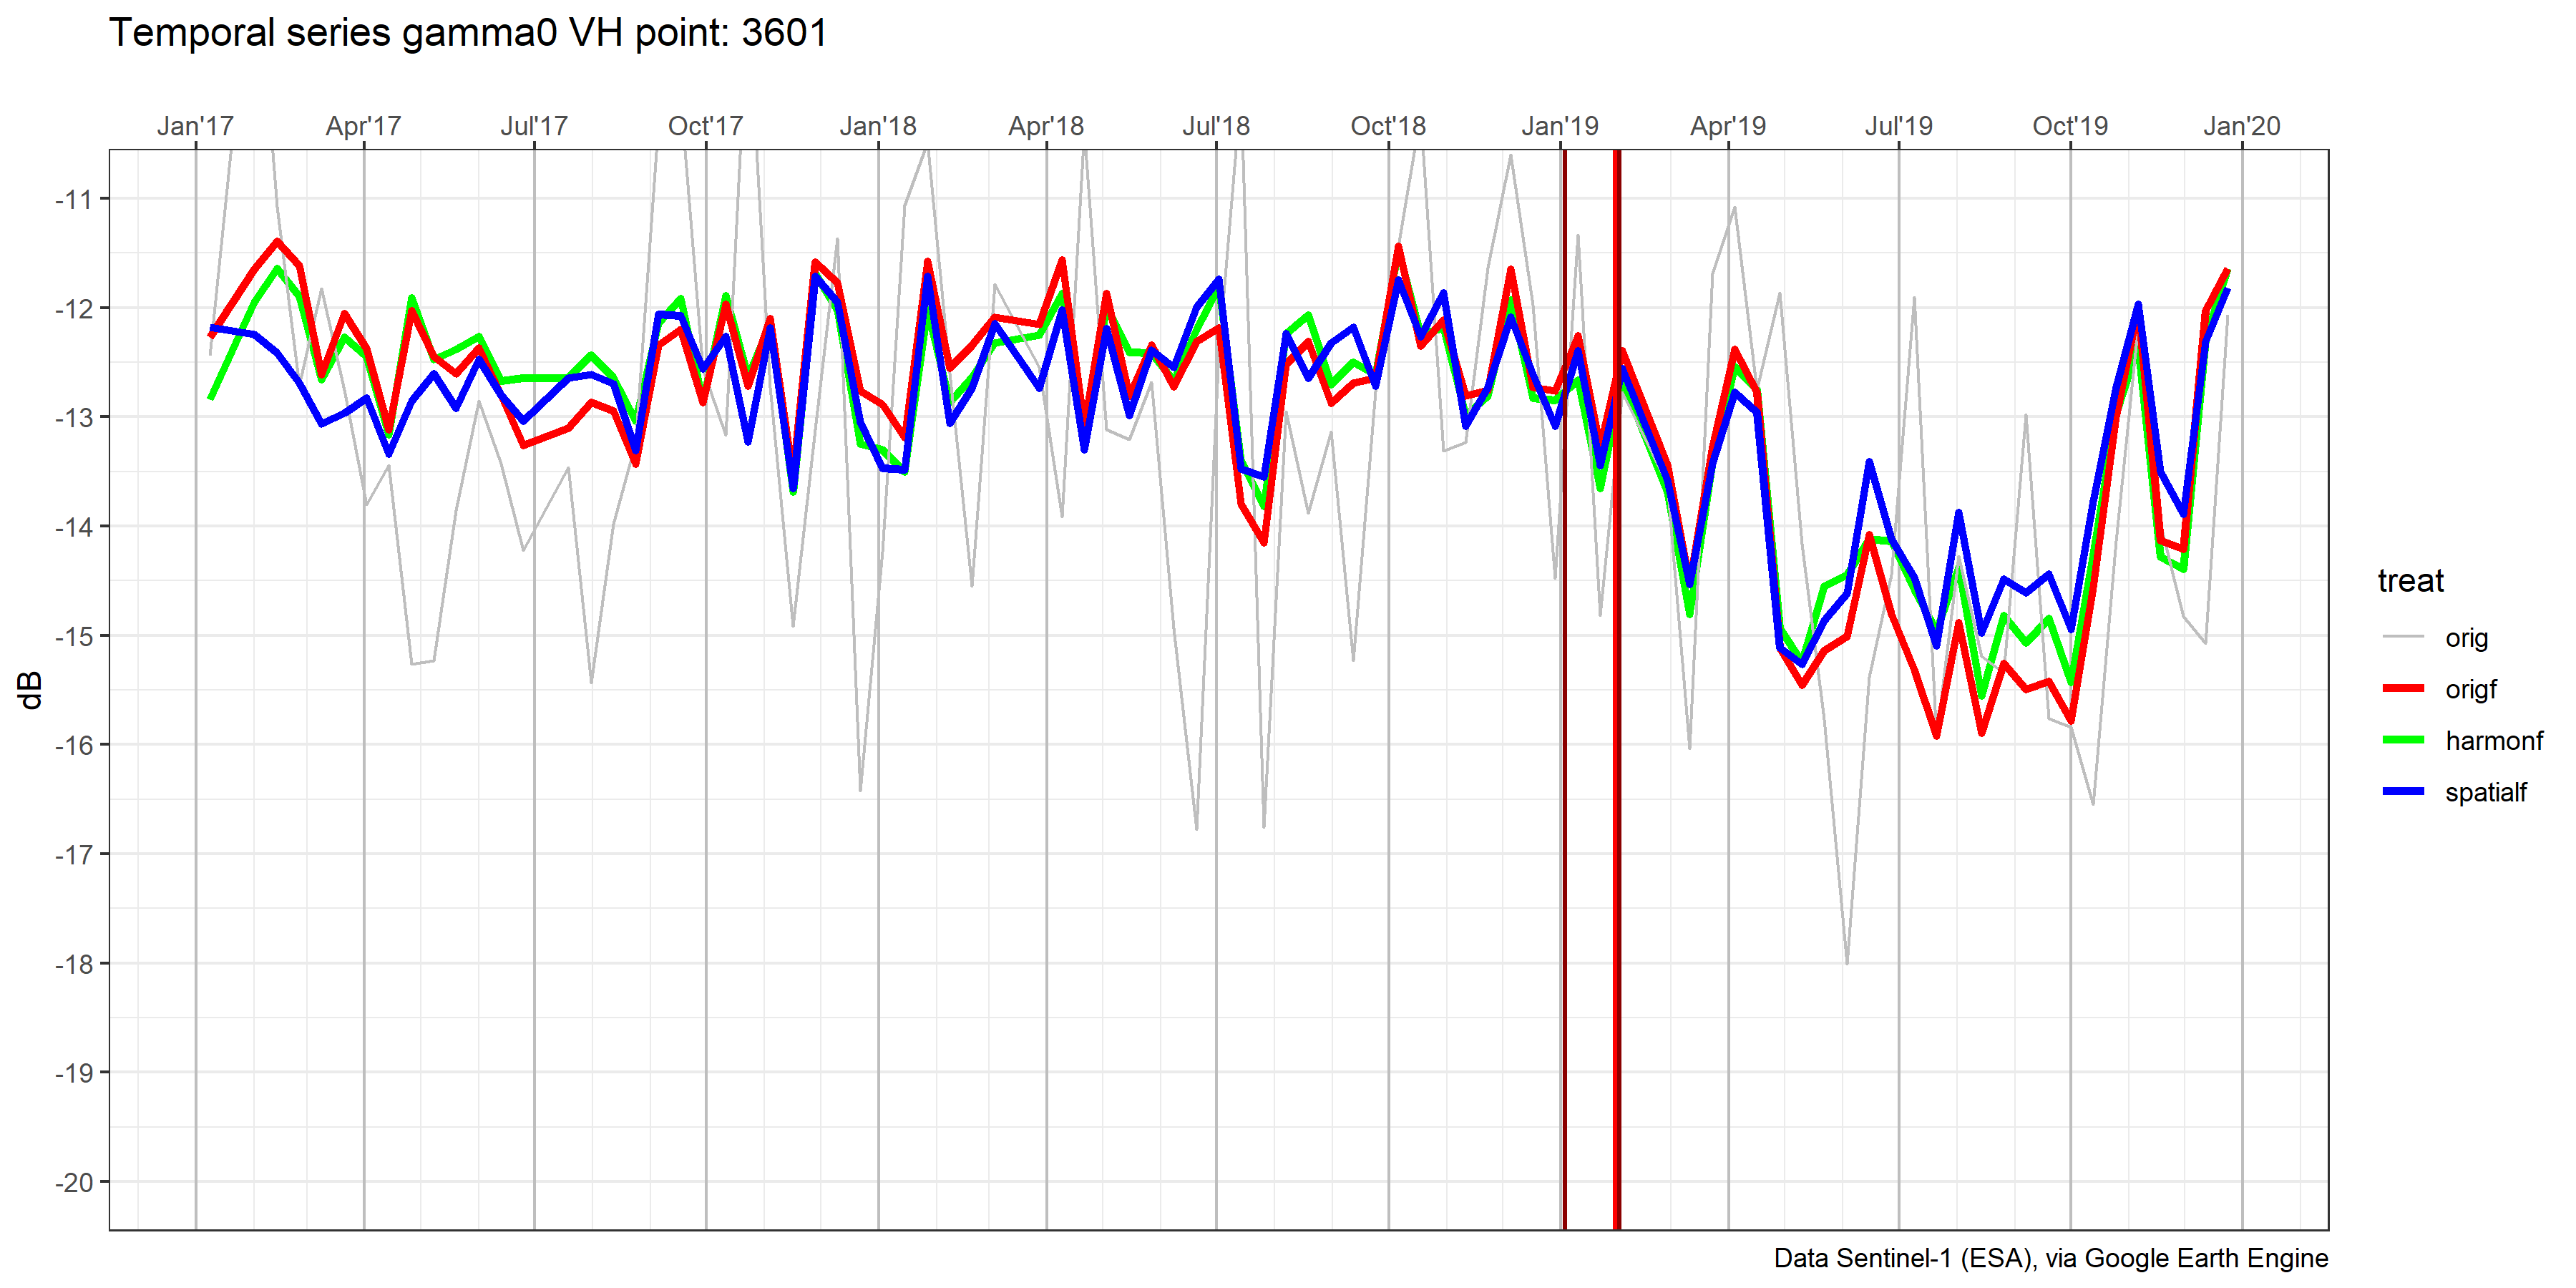 Temporal series gamma0 VH point: 3601
Jan'17 Apr'17 Jul'17 Oct'17 Jan'18 Apr'18 Jul'18 Oct'18 Jan'19 Apr'19 Jul'19 Oct'19 Jan'20
-11
-12
-13
-14
-15
-16
-17
-18
-19
-20
dB
treat
orig
origf
harmonf
spatialf
Data Sentinel-1 (ESA), via Google Earth Engine